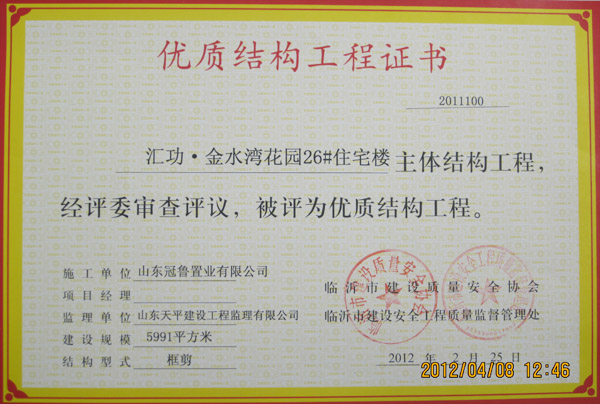 优质结构工程证书
2011100
汇功·金水湾花园26#住宅楼 主体结构工程，
经评委审查评议，被评为优质结构工程。
施工单位 山东冠鲁置业有限公司
项目经理
监理单位 山东天平建设工程监理有限公司
建设规模 5991平方米
结构型式 框剪
临沂市建设质量安全协会
临沂市建设安全工程质量监督管理处
2012 年 2 月 25 日
2012/04/08 12:46